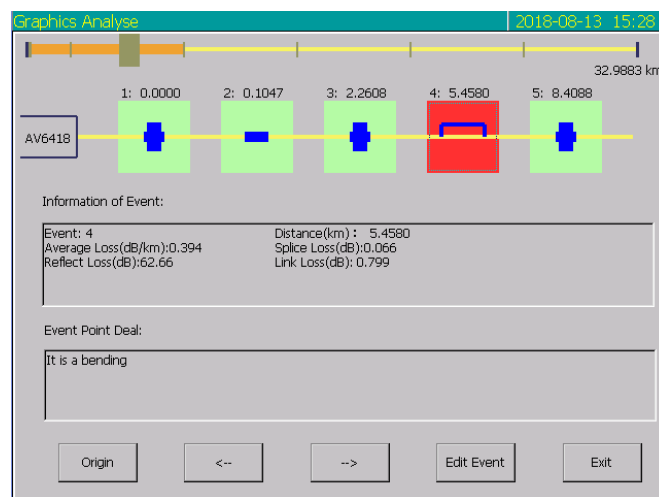 Graphics Analyse 2018-08-13 15:28
32.9883 km
1: 0.0000 2: 0.1047 3: 2.2608 4: 5.4580 5: 8.4088
AV6418
Information of Event:
Event: 4 Distance(km) : 5.4580
Average Loss(dB/km):0.394 Splice Loss(dB):0.066
Reflect Loss(dB):62.66 Link Loss(dB): 0.799
Event Point Deal:
It is a bending
Origin <-- --> Edit Event Exit